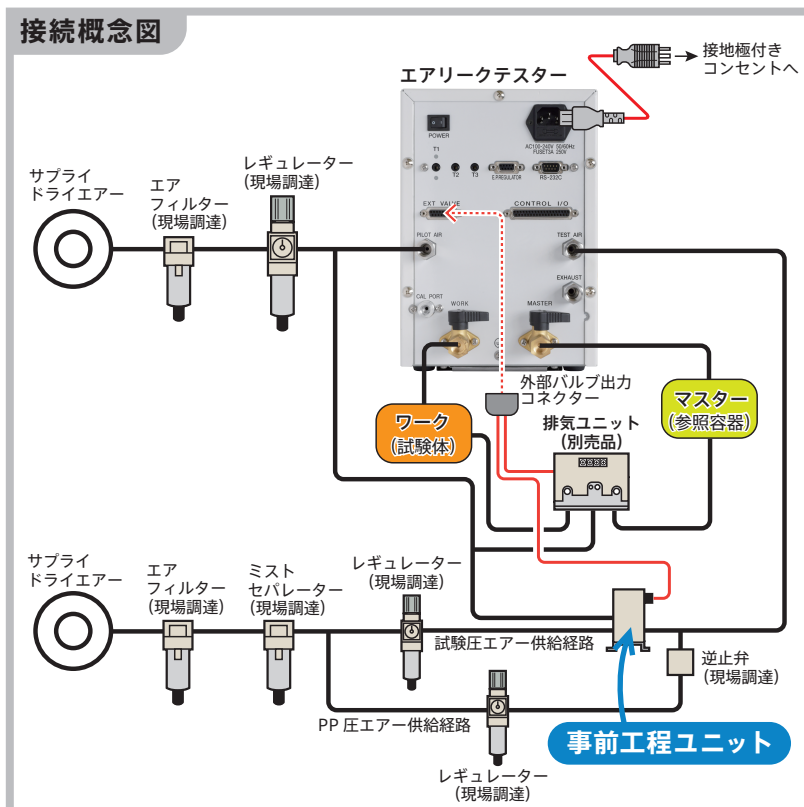 接続概念図
接地極付き
コンセントへ
エアリークテスター
POWER
AC100-240V 50/60Hz
FUSET3A 250V
T1
T2
T3
E.P.REGULATOR
RS-232C
サプライ
ドライエアー
エア
フィルター
(現場調達)
レギュレーター
(現場調達)
EXT VALVE
CONTROL I/O
PILOT AIR
TEST AIR
EXHAUST
CAL PORT
WORK
MASTER
外部バルブ出力
コネクター
ワーク
(試験体)
マスター
(参照容器)
排気ユニット
(別売品)
サプライ
ドライエアー
エア
フィルター
(現場調達)
ミスト
セパレーター
(現場調達)
レギュレーター
(現場調達)
試験圧エアー供給経路
逆止弁
(現場調達)
PP 圧エアー供給経路
事前工程ユニット
レギュレーター
(現場調達)